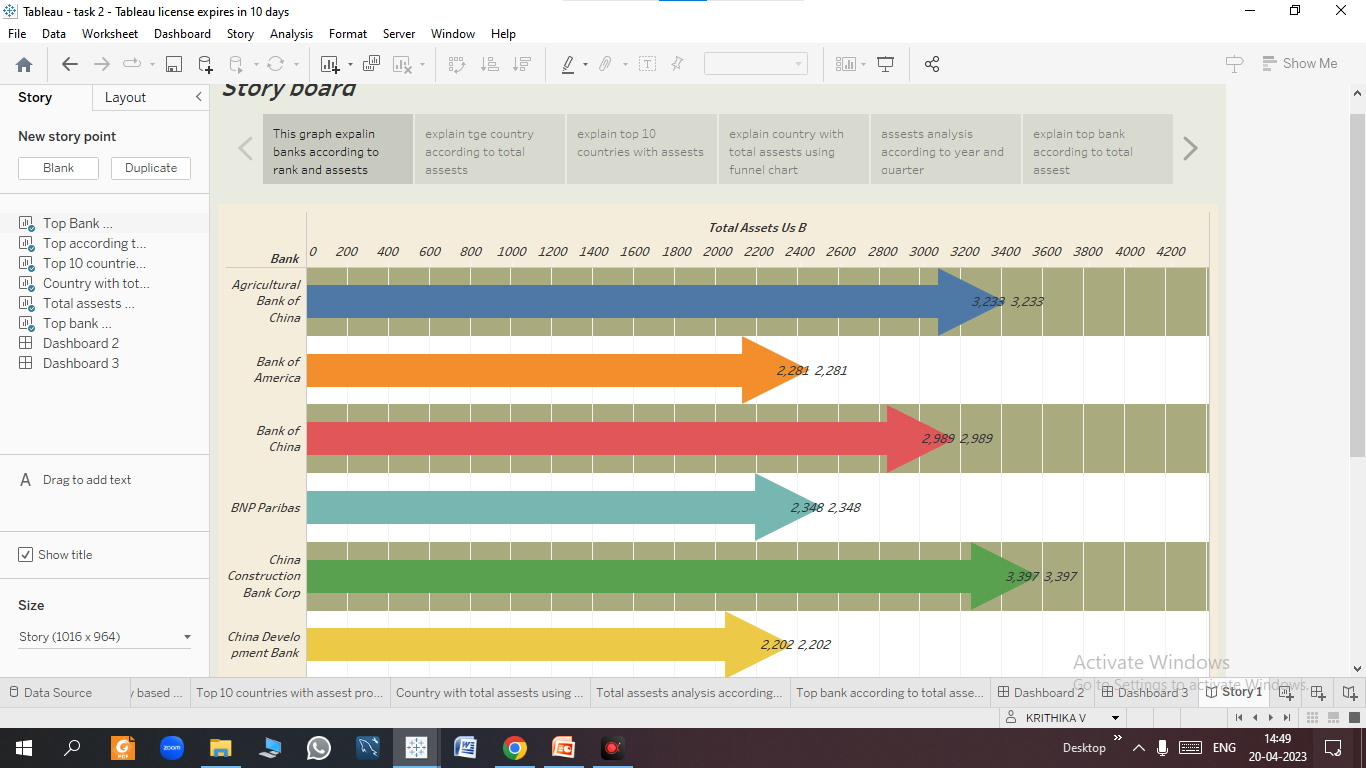 Tableau - task 2 - Tableau license expires in 10 days
File Data Worksheet Dashboard Story Analysis Format Server Window Help
Show Me
Story Layout
New story point
Blank Duplicate
Top Bank ...
Top according t...
Top 10 countrie...
Country with tot...
Total assests ...
Top bank ...
Dashboard 2
Dashboard 3
A Drag to add text
Show title
Size
Story (1016 x 964)
Story board
This graph expalin
banks according to
rank and assests
explain tge country
according to total
assests
explain top 10
countries with assests
explain country with
total assests using
funnel chart
assests analysis
according to year and
quarter
explain top bank
according to total
assest
Total Assets Us B
Bank 0 200 400 600 800 1000 1200 1400 1600 1800 2000 2200 2400 2600 2800 3000 3200 3400 3600 3800 4000 4200
Agricultural
Bank of
China
3,233 3,233
Bank of
America
2,281 2,281
Bank of
China
2,989 2,989
BNP Paribas
2,348 2,348
China
Construction
Bank Corp
3,397 3,397
China Develo
pment Bank
2,202 2,202
Activate Windows
Go to Settings to activate Windows.
Data Source y based ... Top 10 countries with assest pro... Country with total assests using ... Total assests analysis according... Top bank according to total asse... Dashboard 2 Dashboard 3 Story 1
KRITHIKA V
PDF
zoom
W
Desktop ENG
14:49
20-04-2023